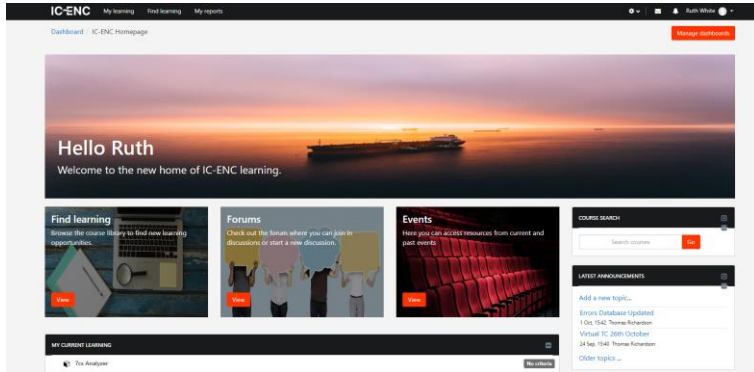 IC-ENC My learning Find learning My reports Ruth White
Dashboard / IC-ENC Homepage
Manage dashboards
Hello Ruth
Welcome to the new home of IC-ENC learning.
Find learning
Browse the course library to find new learning
opportunities.
View
Forums
Check out the forum where you can join in
discussions or start a new discussion.
View
Events
Here you can access resources from current and
past events
View
COURSE SEARCH
Search courses Go
LATEST ANNOUNCEMENTS
Add a new topic...
Errors Database Updated
1 Oct, 15:42 Thomas Richardson
Virtual TC 26th October
24 Sep, 15:40 Thomas Richardson
Older topics ...
MY CURRENT LEARNING
7cs Analyzer No criteria